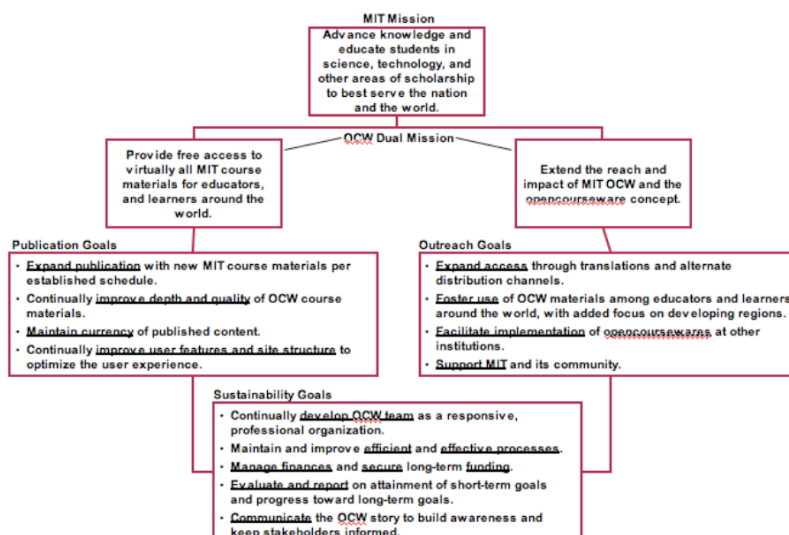 MIT Mission
Advance knowledge and
educate students in
science, technology, and
other areas of scholarship
to best serve the nation
and the world.
OCW Dual Mission
Provide free access to
virtually all MIT course
materials for educators,
and learners around the
world.
Extend the reach and
impact of MIT OCW and the
opencourseware concept.
Publication Goals
• Expand publication with new MIT course materials per
established schedule.
• Continually improve depth and quality of OCW course
materials.
• Maintain currency of published content.
• Continually improve user features and site structure to
optimize the user experience.
Outreach Goals
• Expand access through translations and alternate
distribution channels.
• Foster use of OCW materials among educators and learners
around the world, with added focus on developing regions.
• Facilitate implementation of opencoursewares at other
institutions.
• Support MIT and its community.
Sustainability Goals
• Continually develop OCW team as a responsive,
professional organization.
• Maintain and improve efficient and effective processes.
• Manage finances and secure long-term funding.
• Evaluate and report on attainment of short-term goals
and progress toward long-term goals.
• Communicate the OCW story to build awareness and
keep stakeholders informed.